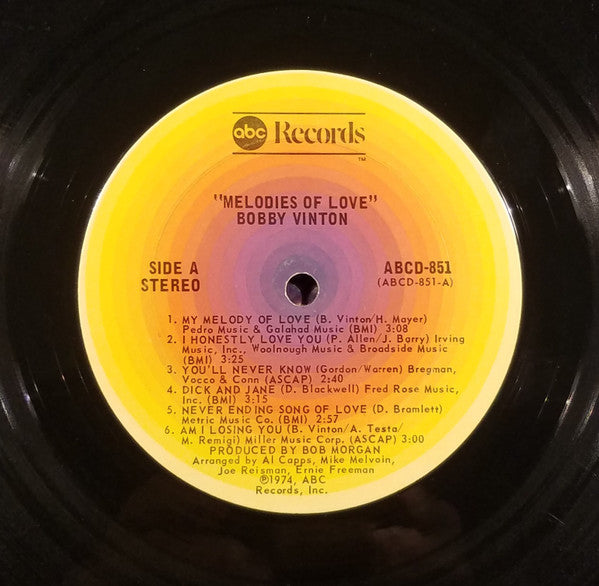 abc Records
TM
"MELODIES OF LOVE"
BOBBY VINTON
SIDE A
STEREO
ABCD-851
(ABCD-851-A)
1. MY MELODY OF LOVE (B. Vinton/H. Mayer)
Pedro Music & Galahad Music (BMI) 3:08
2. I HONESTLY LOVE YOU (P. Allen/J. Barry) Irving
Music, Inc., Woolnough Music & Broadside Music
(BMI) 3:25
3. YOU'LL NEVER KNOW (Gordon/Warren) Bregman,
Vocco & Conn (ASCAP) 2:40
4. DICK AND JANE (D. Blackwell) Fred Rose Music,
Inc. (BMI) 3:15
5. NEVER ENDING SONG OF LOVE (D. Bramlett)
Metric Music Co. (BMI) 2:57
6. AM I LOSING YOU (B. Vinton/A. Testa/
M. Remigi) Miller Music Corp. (ASCAP) 3:00
PRODUCED BY BOB MORGAN
Arranged by Al Capps, Mike Melvoin,
Joe Reisman, Ernie Freeman
℗1974, ABC
Records, Inc.